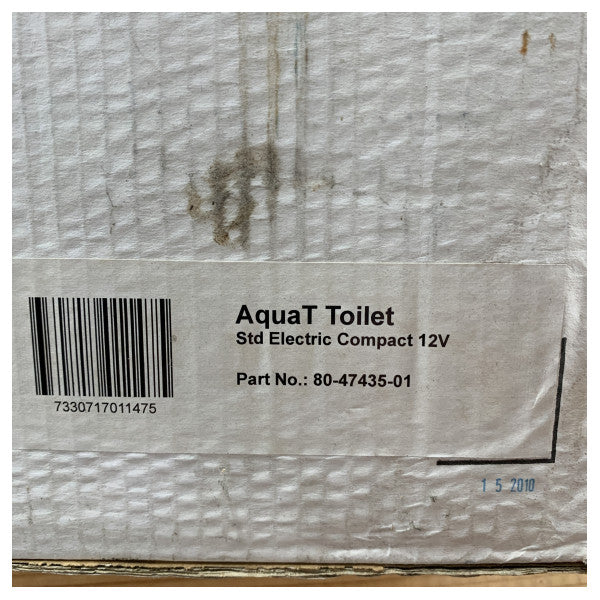 AquaT Toilet
Std Electric Compact 12V
Part No.: 80-47435-01
7330717011475
1 5 2010